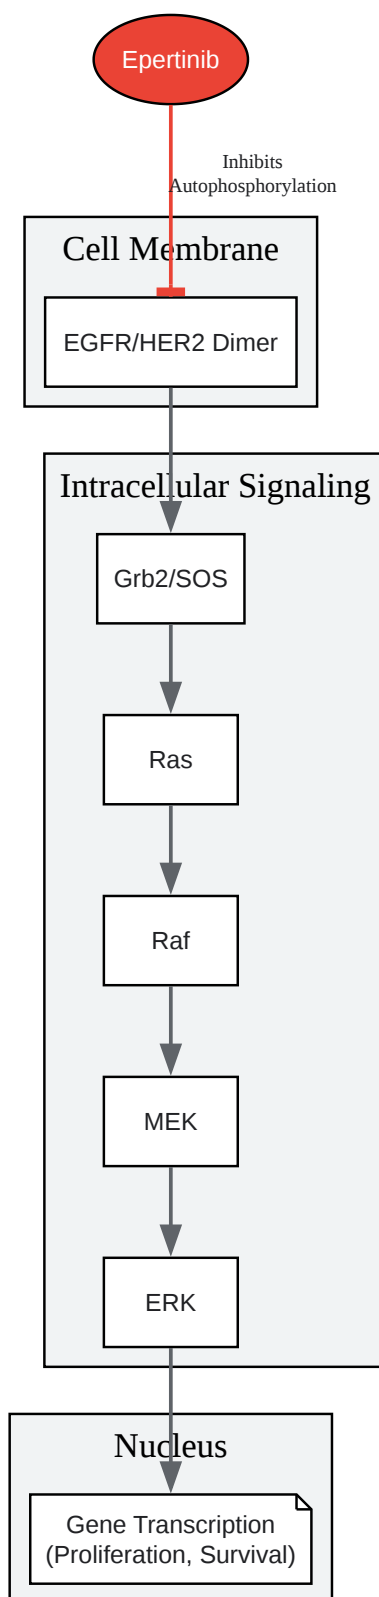 Epertinib
Inhibits
Autophosphorylation
Cell Membrane
EGFR/HER2 Dimer
Intracellular Signaling
Grb2/SOS
Ras
Raf
MEK
ERK
Nucleus
Gene Transcription
(Proliferation, Survival)